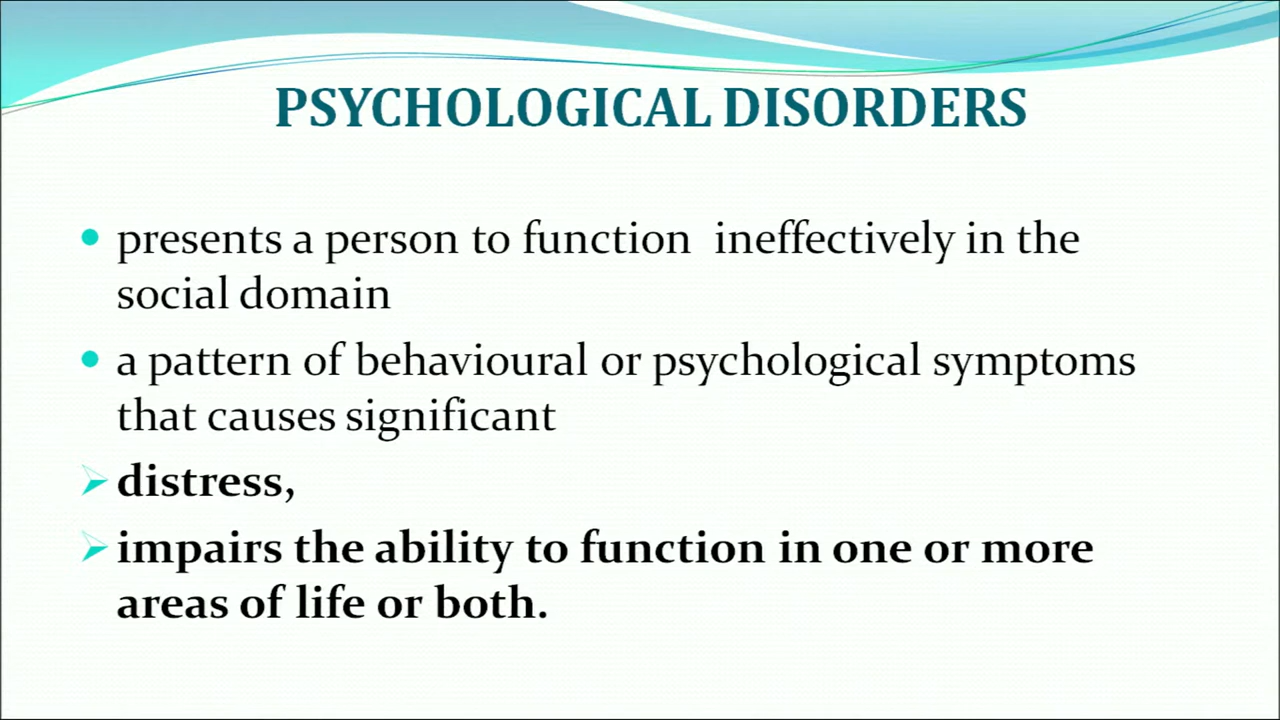 PSYCHOLOGICAL DISORDERS
presents a person to function ineffectively in the
social domain
a pattern of behavioural or psychological symptoms
that causes significant
distress,
impairs the ability to function in one or more
areas of life or both.